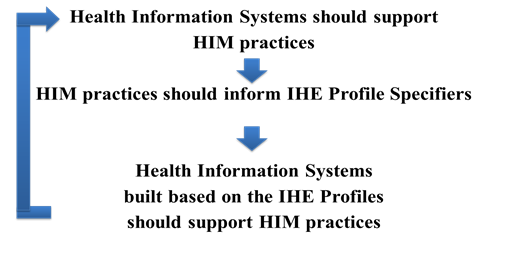 Health Information Systems should support
HIM practices
HIM practices should inform IHE Profile Specifiers
Health Information Systems
built based on the IHE Profiles
should support HIM practices